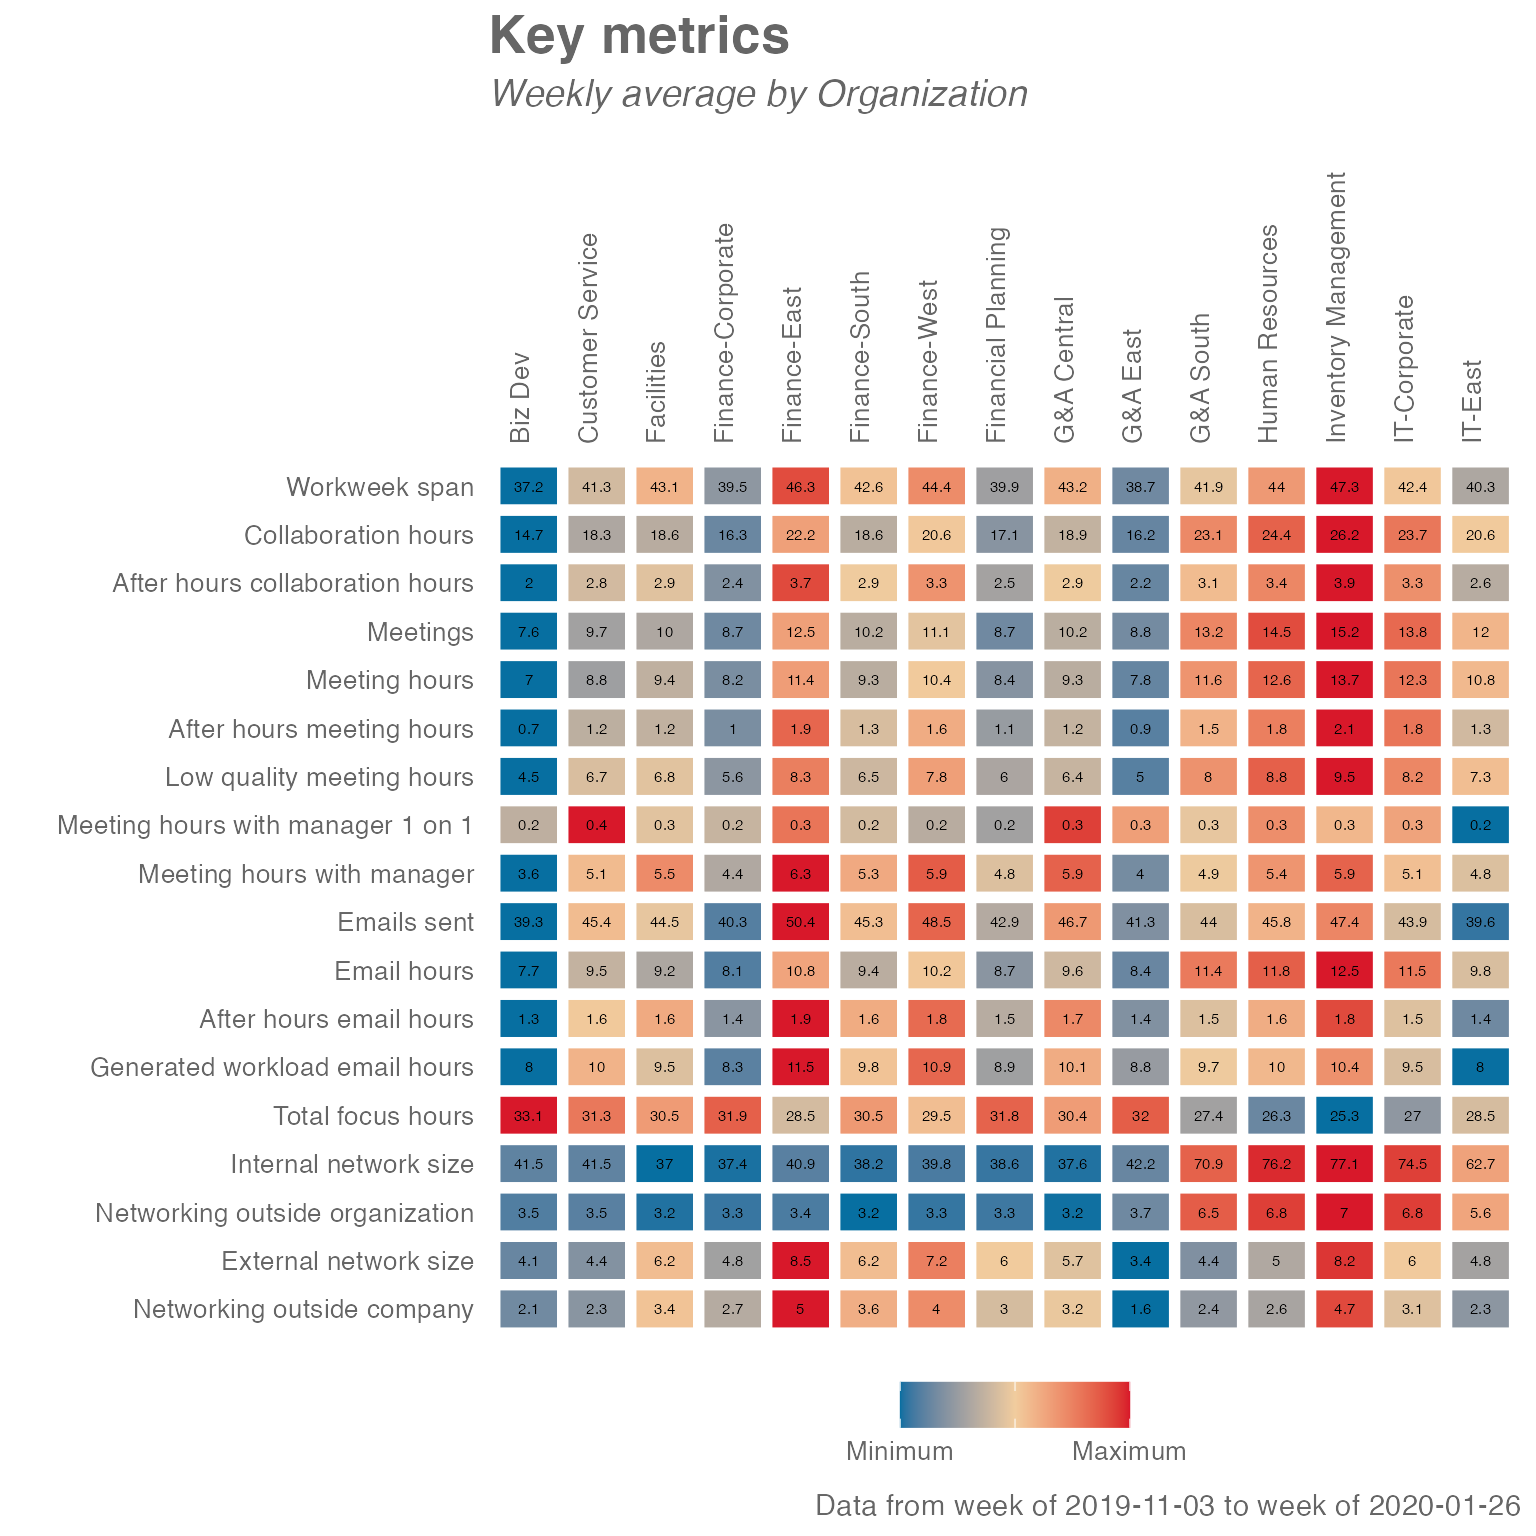 Key metrics
Weekly average by Organization
Biz Dev
Customer Service
Facilities
Finance-Corporate
Finance-East
Finance-South
Finance-West
Financial Planning
G&A Central
G&A East
G&A South
Human Resources
Inventory Management
IT-Corporate
IT-East
Workweek span 37.2 41.3 43.1 39.5 46.3 42.6 44.4 39.9 43.2 38.7 41.9 44 47.3 42.4 40.3
Collaboration hours 14.7 18.3 18.6 16.3 22.2 18.6 20.6 17.1 18.9 16.2 23.1 24.4 26.2 23.7 20.6
After hours collaboration hours 2 2.8 2.9 2.4 3.7 2.9 3.3 2.5 2.9 2.2 3.1 3.4 3.9 3.3 2.6
Meetings 7.6 9.7 10 8.7 12.5 10.2 11.1 8.7 10.2 8.8 13.2 14.5 15.2 13.8 12
Meeting hours 7 8.8 9.4 8.2 11.4 9.3 10.4 8.4 9.3 7.8 11.6 12.6 13.7 12.3 10.8
After hours meeting hours 0.7 1.2 1.2 1 1.9 1.3 1.6 1.1 1.2 0.9 1.5 1.8 2.1 1.8 1.3
Low quality meeting hours 4.5 6.7 6.8 5.6 8.3 6.5 7.8 6 6.4 5 8 8.8 9.5 8.2 7.3
Meeting hours with manager 1 on 1 0.2 0.4 0.3 0.2 0.3 0.2 0.2 0.2 0.3 0.3 0.3 0.3 0.3 0.3 0.2
Meeting hours with manager 3.6 5.1 5.5 4.4 6.3 5.3 5.9 4.8 5.9 4 4.9 5.4 5.9 5.1 4.8
Emails sent 39.3 45.4 44.5 40.3 50.4 45.3 48.5 42.9 46.7 41.3 44 45.8 47.4 43.9 39.6
Email hours 7.7 9.5 9.2 8.1 10.8 9.4 10.2 8.7 9.6 8.4 11.4 11.8 12.5 11.5 9.8
After hours email hours 1.3 1.6 1.6 1.4 1.9 1.6 1.8 1.5 1.7 1.4 1.5 1.6 1.8 1.5 1.4
Generated workload email hours 8 10 9.5 8.3 11.5 9.8 10.9 8.9 10.1 8.8 9.7 10 10.4 9.5 8
Total focus hours 33.1 31.3 30.5 31.9 28.5 30.5 29.5 31.8 30.4 32 27.4 26.3 25.3 27 28.5
Internal network size 41.5 41.5 37 37.4 40.9 38.2 39.8 38.6 37.6 42.2 70.9 76.2 77.1 74.5 62.7
Networking outside organization 3.5 3.5 3.2 3.3 3.4 3.2 3.3 3.3 3.2 3.7 6.5 6.8 7 6.8 5.6
External network size 4.1 4.4 6.2 4.8 8.5 6.2 7.2 6 5.7 3.4 4.4 5 8.2 6 4.8
Networking outside company 2.1 2.3 3.4 2.7 5 3.6 4 3 3.2 1.6 2.4 2.6 4.7 3.1 2.3
Minimum Maximum
Data from week of 2019-11-03 to week of 2020-01-26